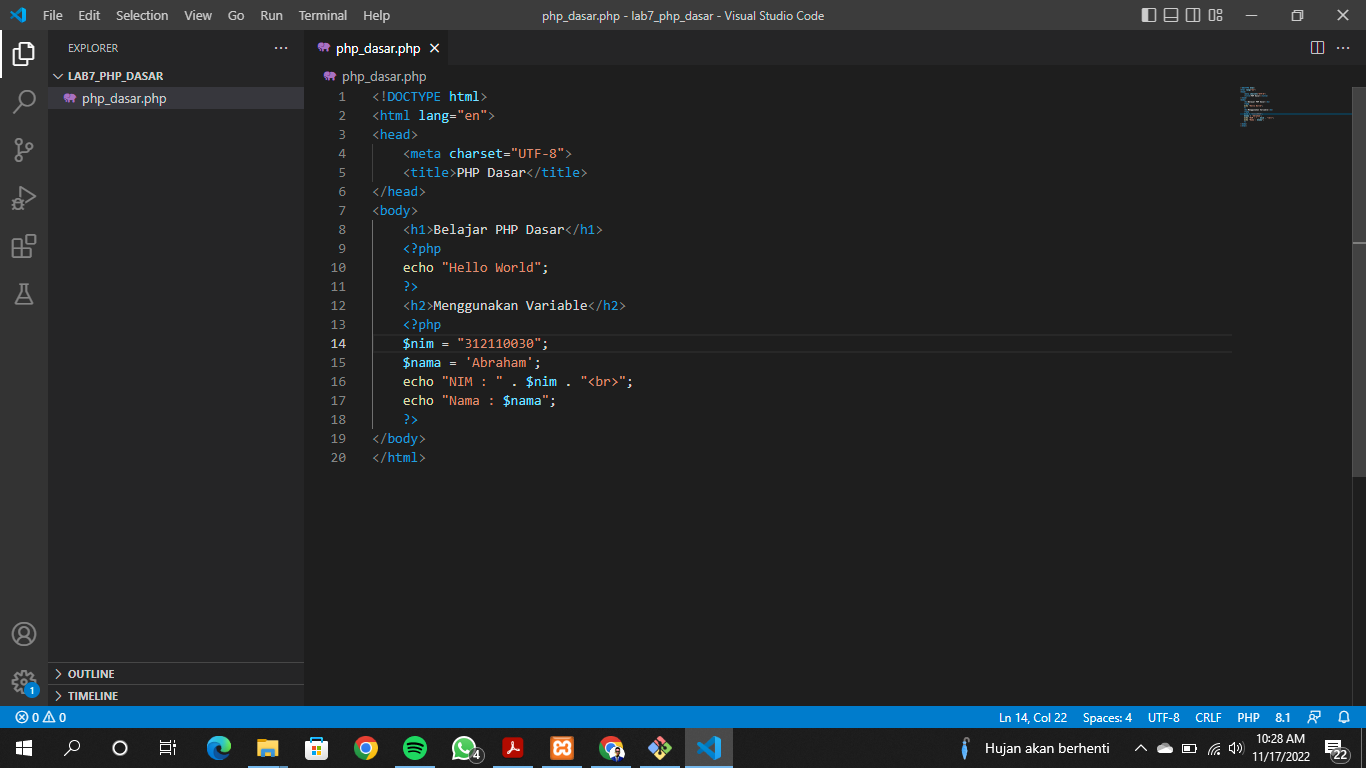 File Edit Selection View Go Run Terminal Help php_dasar.php - lab7_php_dasar - Visual Studio Code
EXPLORER
LAB7_PHP_DASAR
php_dasar.php
OUTLINE
TIMELINE
php_dasar.php
php_dasar.php
1 <!DOCTYPE html>
2 <html lang="en">
3 <head>
4 <meta charset="UTF-8">
5 <title>PHP Dasar</title>
6 </head>
7 <body>
8 <h1>Belajar PHP Dasar</h1>
9 <?php
10 echo "Hello World";
11 ?>
12 <h2>Menggunakan Variable</h2>
13 <?php
14 $nim = "312110030";
15 $nama = 'Abraham';
16 echo "NIM : " . $nim . "<br>";
17 echo "Nama : $nama";
18 ?>
19 </body>
20 </html>
1
0 0 Ln 14, Col 22 Spaces: 4 UTF-8 CRLF PHP 8.1
4 Hujan akan berhenti 10:28 AM
11/17/2022 22